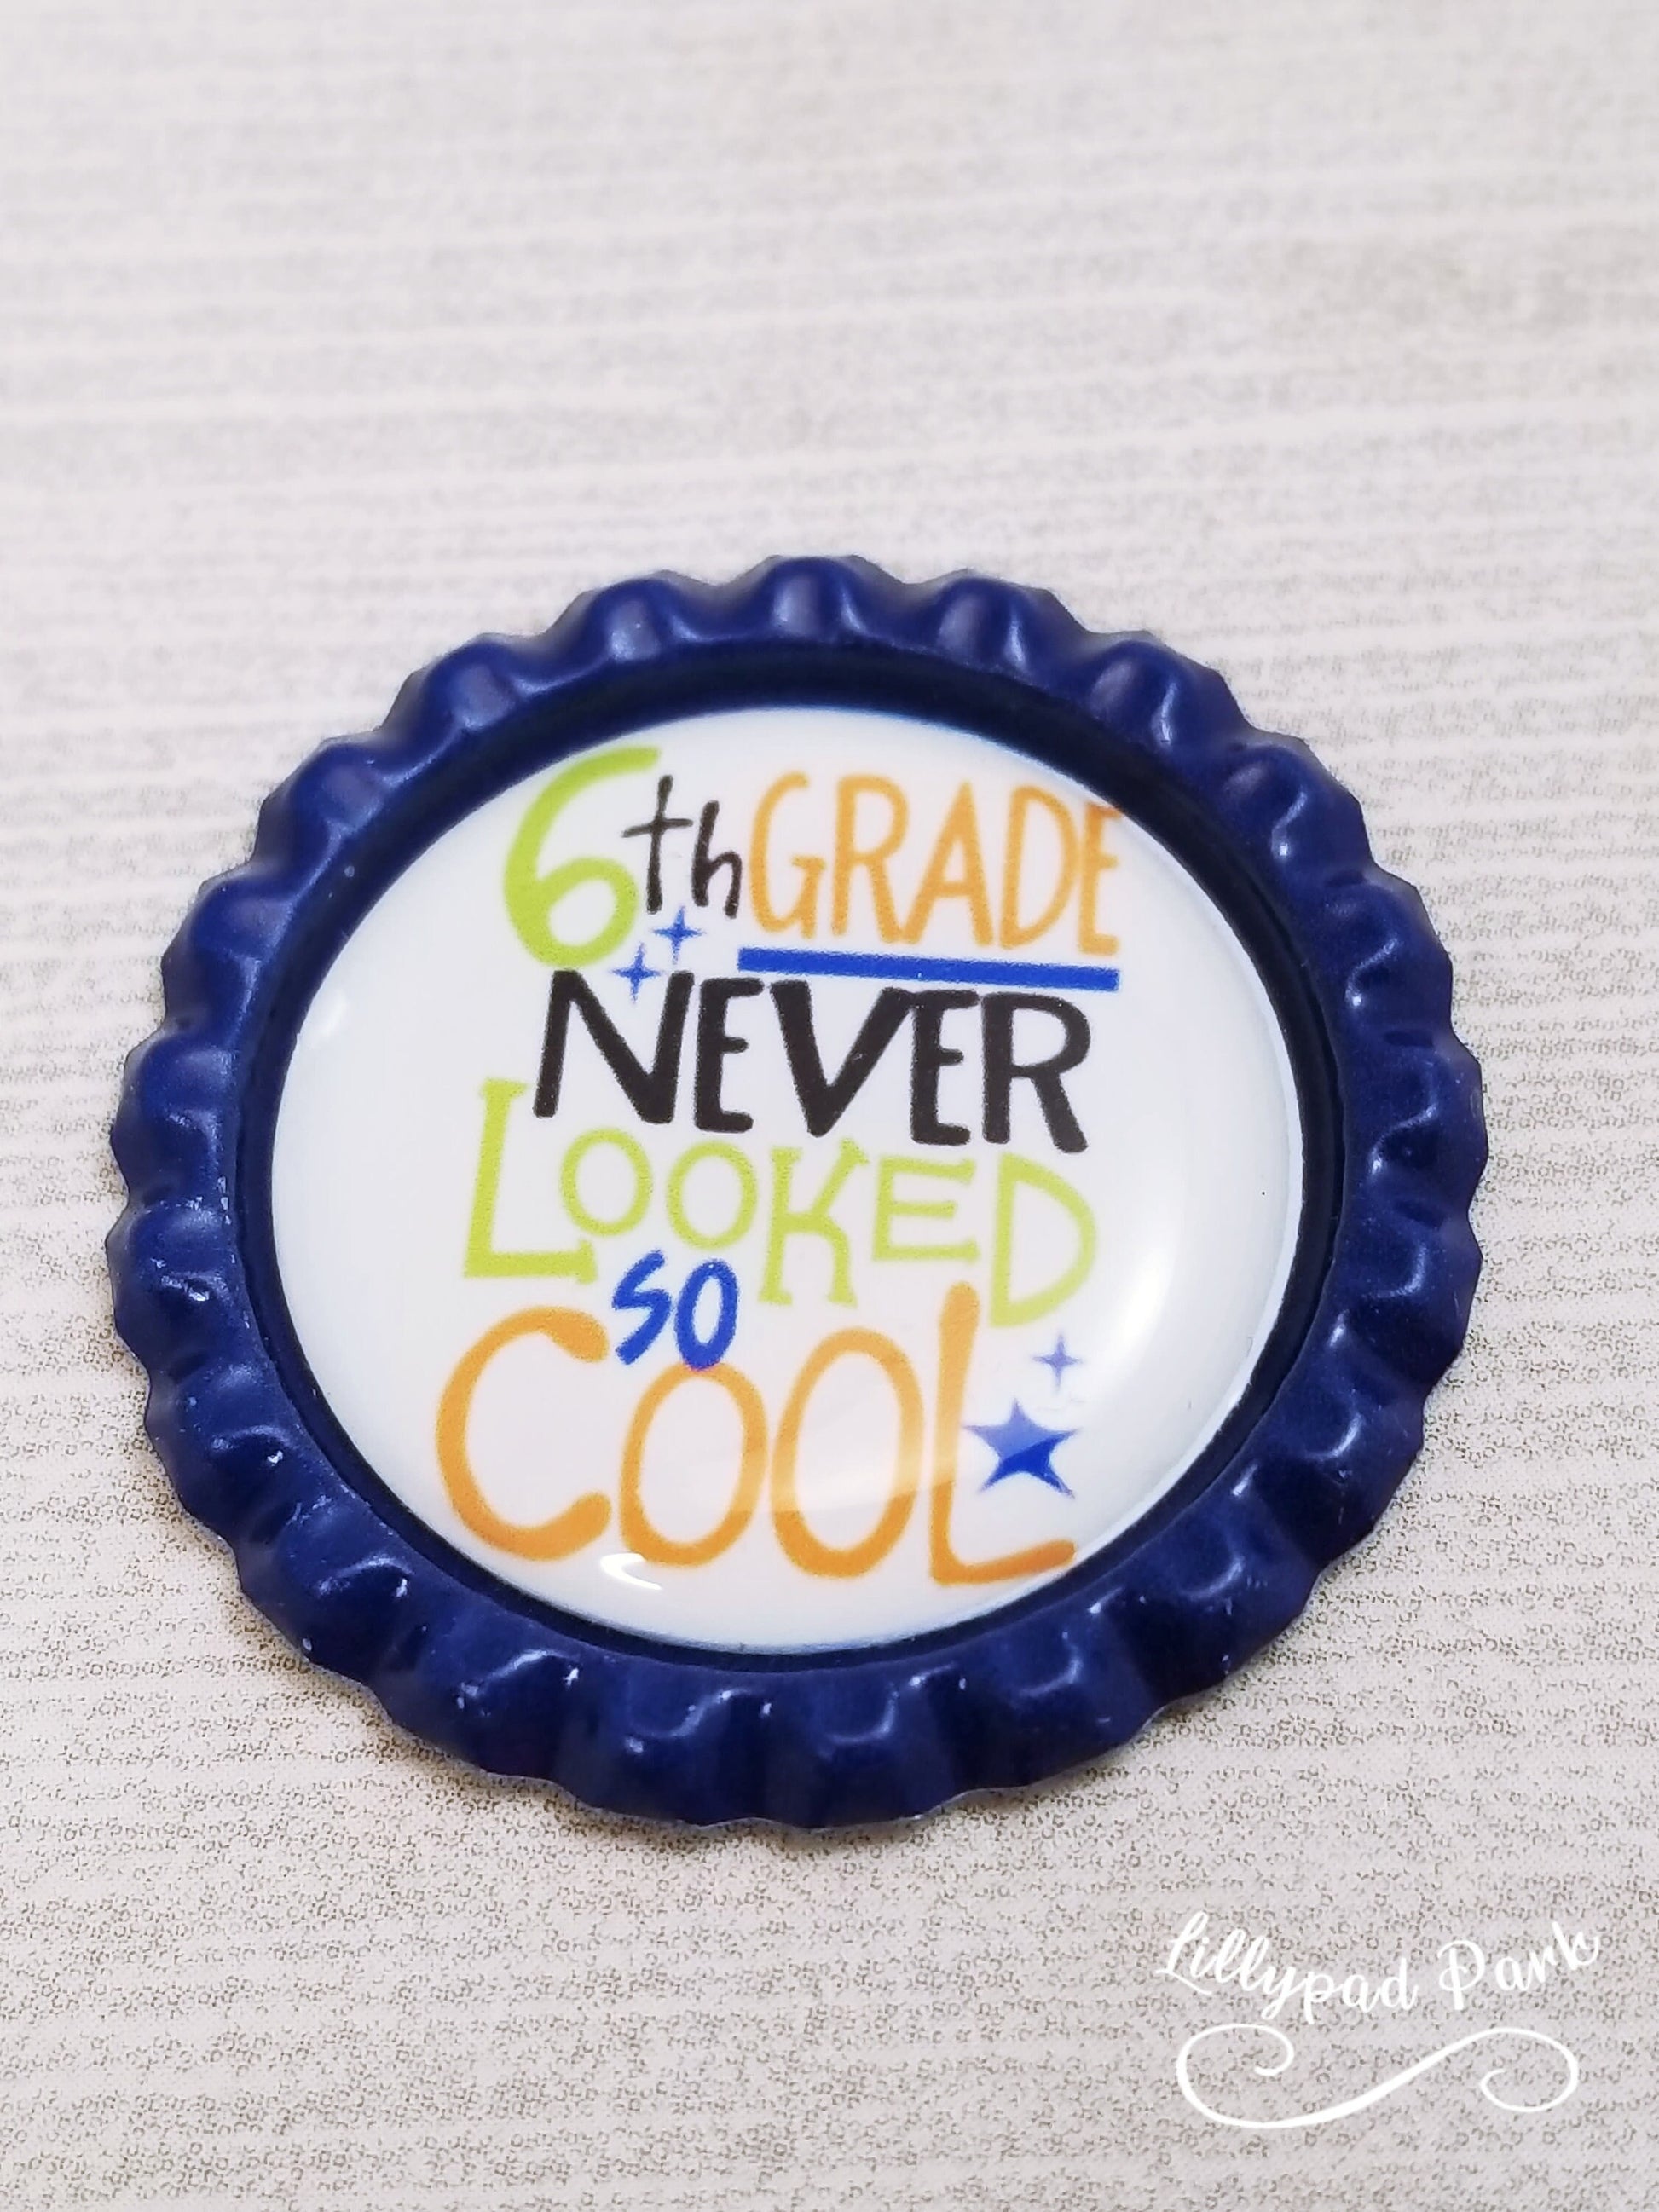 6th GRADE
NEVER
LOOKED
SO
COOL
Lillypad Park